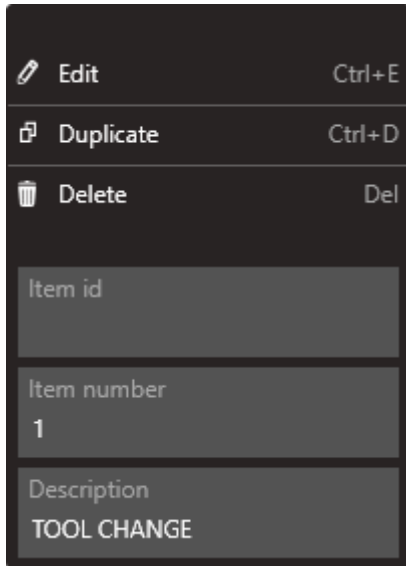 Edit Ctrl+E
Duplicate Ctrl+D
Delete Del
Item id
Item number
1
Description
TOOL CHANGE